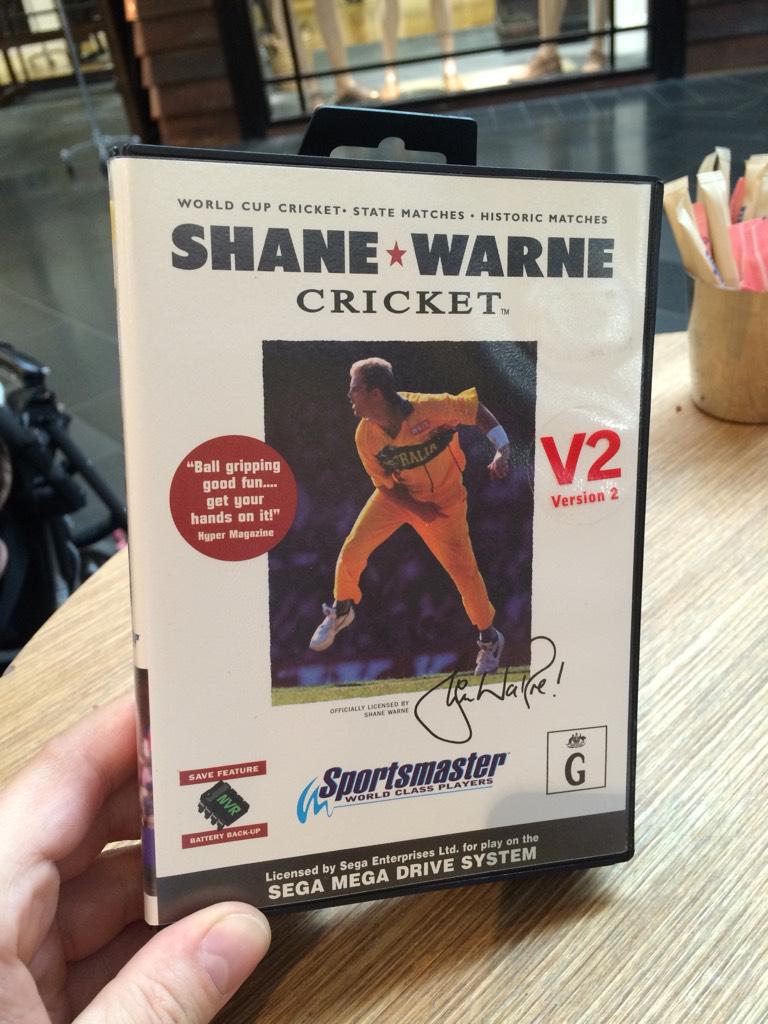 WORLD CUP CRICKET • STATE MATCHES • HISTORIC MATCHES
SHANE ★ WARNE
CRICKET™
"Ball gripping
good fun....
get your
hands on it!"
Hyper Magazine
V2
Version 2
OFFICIALLY LICENSED BY
SHANE WARNE
SAVE FEATURE
NVR
BATTERY BACK-UP
Sportsmaster
WORLD CLASS PLAYERS
G
Licensed by Sega Enterprises Ltd. for play on the
SEGA MEGA DRIVE SYSTEM